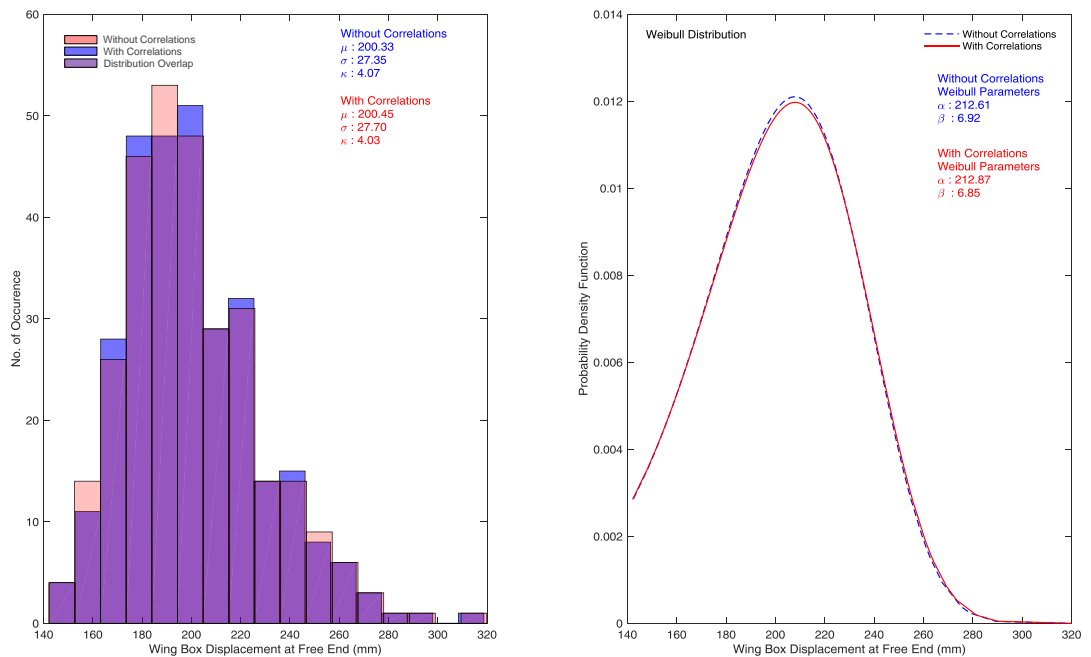 60
50
40
30
20
10
0
No. of Occurence
Without Correlations
With Correlations
Distribution Overlap
Without Correlations
μ : 200.33
σ : 27.35
κ : 4.07
With Correlations
μ : 200.45
σ : 27.70
κ : 4.03
140 160 180 200 220 240 260 280 300 320
Wing Box Displacement at Free End (mm)
0.014
0.012
0.01
0.008
0.006
0.004
0.002
0
Probability Density Function
Weibull Distribution
Without Correlations
With Correlations
Without Correlations
Weibull Parameters
α : 212.61
β : 6.92
With Correlations
Weibull Parameters
α : 212.87
β : 6.85
140 160 180 200 220 240 260 280 300 320
Wing Box Displacement at Free End (mm)